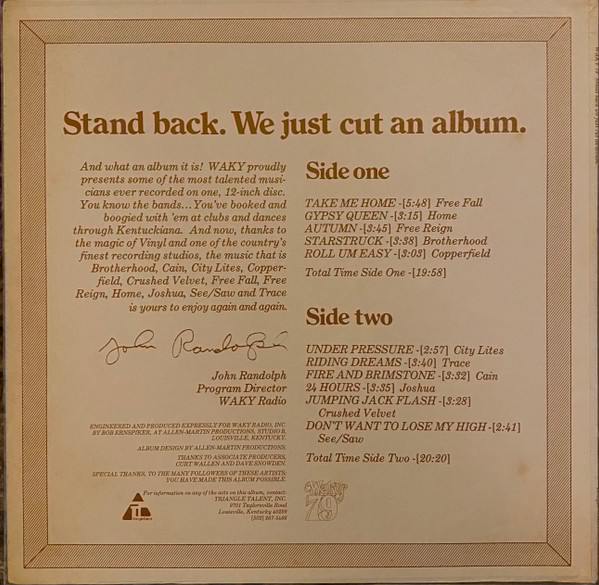 Stand back. We just cut an album.
And what an album it is! WAKY proudly
presents some of the most talented musi-
cians ever recorded on one, 12-inch disc.
You know the bands... You've booked and
boogied with 'em at clubs and dances
through Kentuckiana. And now, thanks to
the magic of Vinyl and one of the country's
finest recording studios, the music that is
Brotherhood, Cain, City Lites, Copper-
field, Crushed Velvet, Free Fall, Free
Reign, Home, Joshua, See/Saw and Trace
is yours to enjoy again and again.
John Randolph
John Randolph
Program Director
WAKY Radio
ENGINEERED AND PRODUCED EXPRESSLY FOR WAKY RADIO, INC.
BY BOB ERNSPIKER, AT ALLEN-MARTIN PRODUCTIONS, STUDIO B,
LOUISVILLE, KENTUCKY.
ALBUM DESIGN BY ALLEN-MARTIN PRODUCTIONS.
THANKS TO ASSOCIATE PRODUCERS,
CURT WALLEN AND DAVE SNOWDEN.
SPECIAL THANKS, TO THE MANY FOLLOWERS OF THESE ARTISTS;
YOU HAVE MADE THIS ALBUM POSSIBLE.
For information on any of the acts on this album, contact:
TRIANGLE TALENT, INC.
9701 Taylorsville Road
Louisville, Kentucky 40299
Side one
TAKE ME HOME -[5:48] Free Fall
GYPSY QUEEN -[3:15] Home
AUTUMN -[3:45] Free Reign
STARSTRUCK -[3:38] Brotherhood
ROLL UM EASY -[3:03] Copperfield
Total Time Side One -[19:58]
Side two
UNDER PRESSURE -[2:57] City Lites
RIDING DREAMS -[3:40] Trace
FIRE AND BRIMSTONE -[3:32] Cain
24 HOURS -[3:35] Joshua
JUMPING JACK FLASH -[3:28]
Crushed Velvet
DON'T WANT TO LOSE MY HIGH -[2:41]
See/Saw
Total Time Side Two -[20:20]
Waky
79